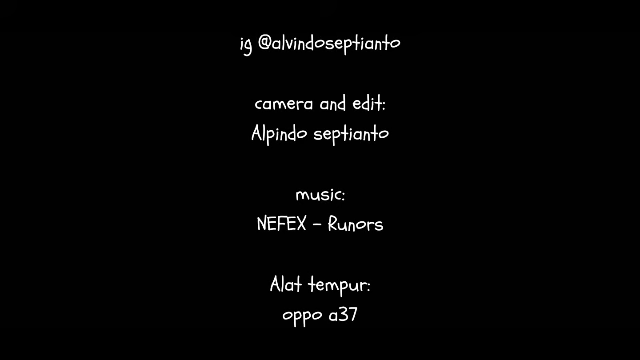 ig @alvindoseptianto
camera and edit:
Alpindo septianto
music:
NEFEX - Runors
Alat tempur:
oppo a37